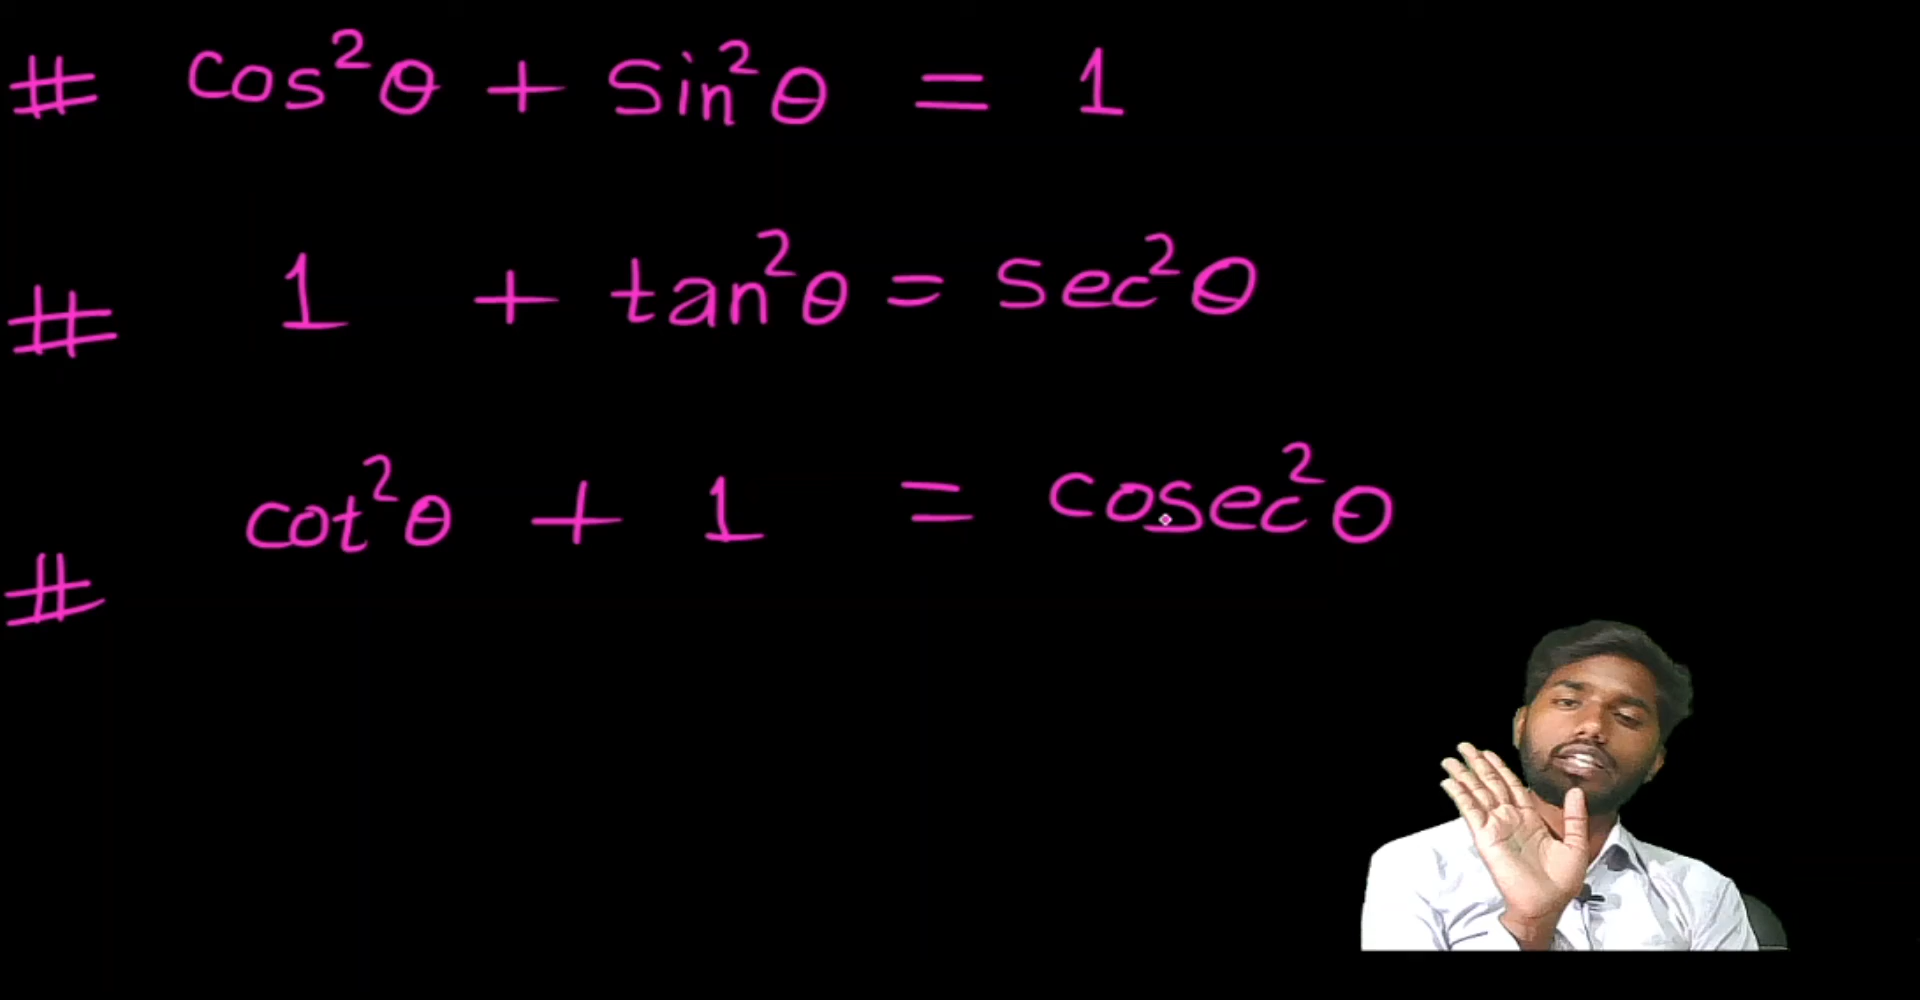 # cos²θ + sin²θ = 1
# 1 + tan²θ = sec²θ
cot²θ + 1 = cosec²θ
#